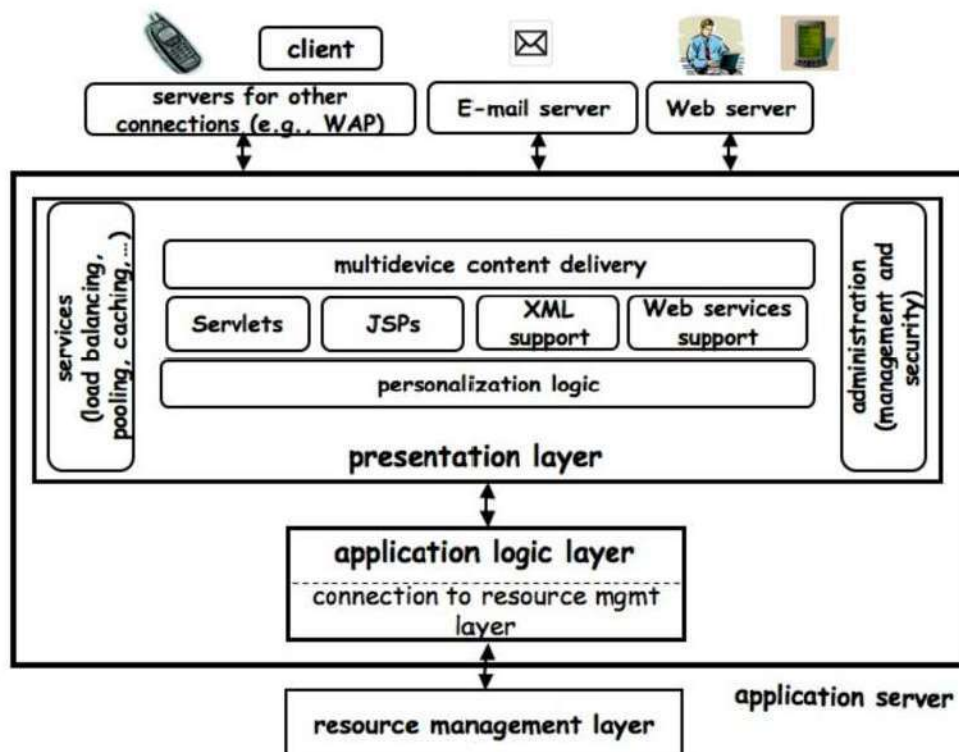 client
servers for other
connections (e.g., WAP)
E-mail server
Web server
services
(load balancing,
pooling, caching,...)
multidevice content delivery
Servlets
JSPs
XML
support
Web services
support
personalization logic
administration
(management and
security)
presentation layer
application logic layer
connection to resource mgmt
layer
application server
resource management layer